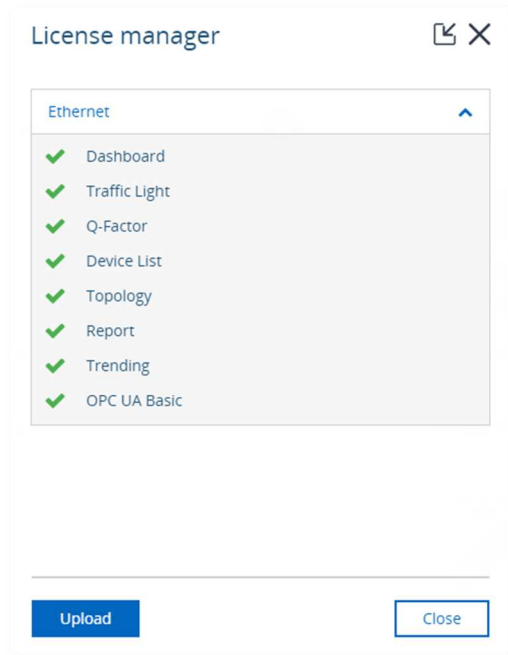 License manager
Ethernet
Dashboard
Traffic Light
Q-Factor
Device List
Topology
Report
Trending
OPC UA Basic
Upload
Close